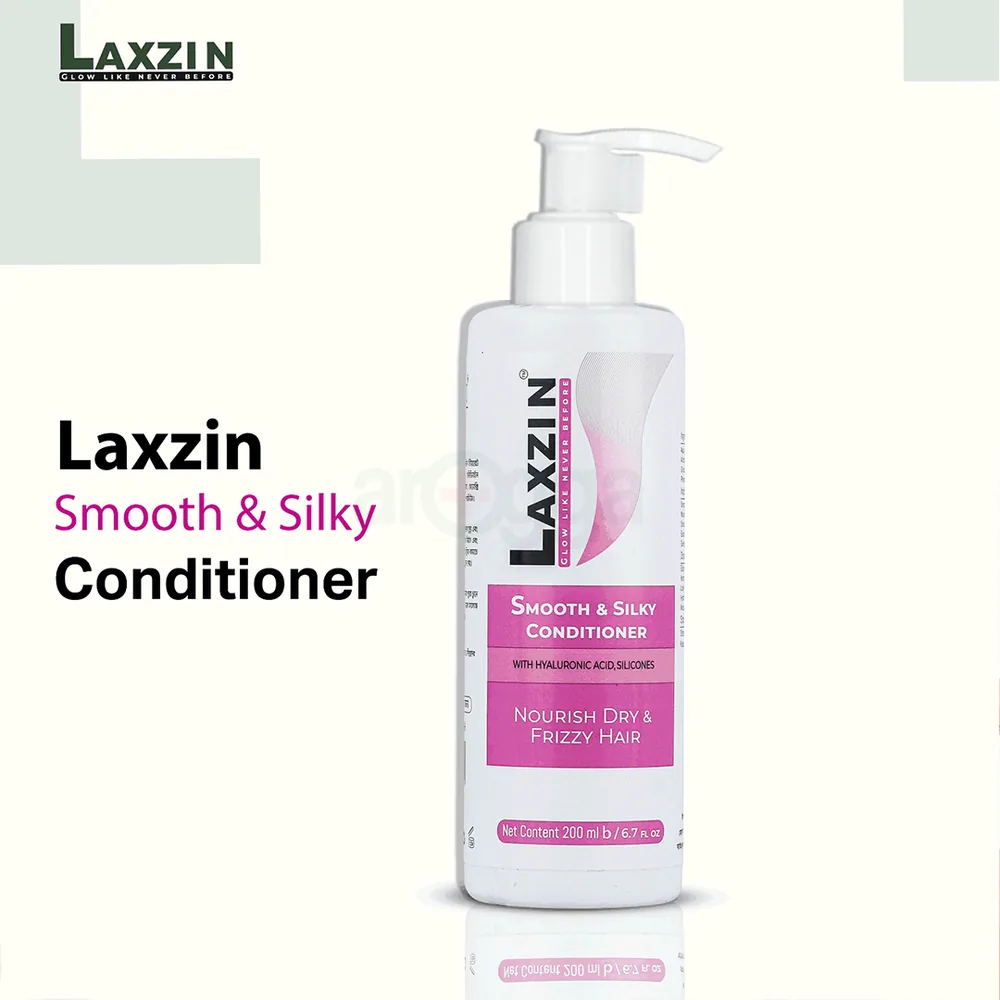 LAXZIN
GLOW LIKE NEVER BEFORE
Laxzin
Smooth & Silky
Conditioner
arogga
LAXZIN
GLOW LIKE NEVER BEFORE
SMOOTH & SILKY
CONDITIONER
WITH HYALURONIC ACID, SILICONES
NOURISH DRY &
FRIZZY HAIR
Net Content 200 ml b / 6.7 FL OZ